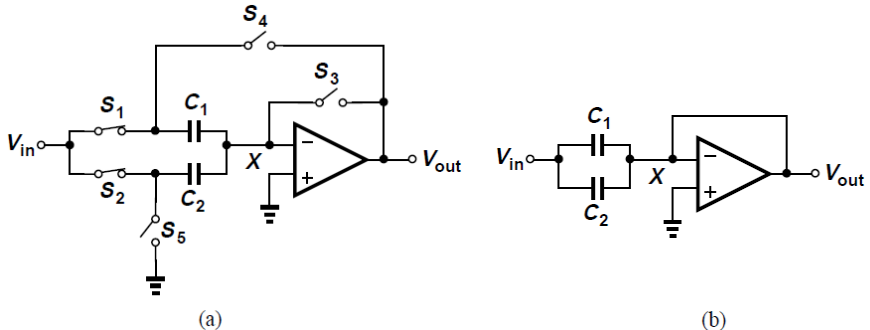 S4
S3
S1
C1
Vin
X
−
+
Vout
S2
C2
S5
(a)
C1
Vin
X
−
+
Vout
C2
(b)